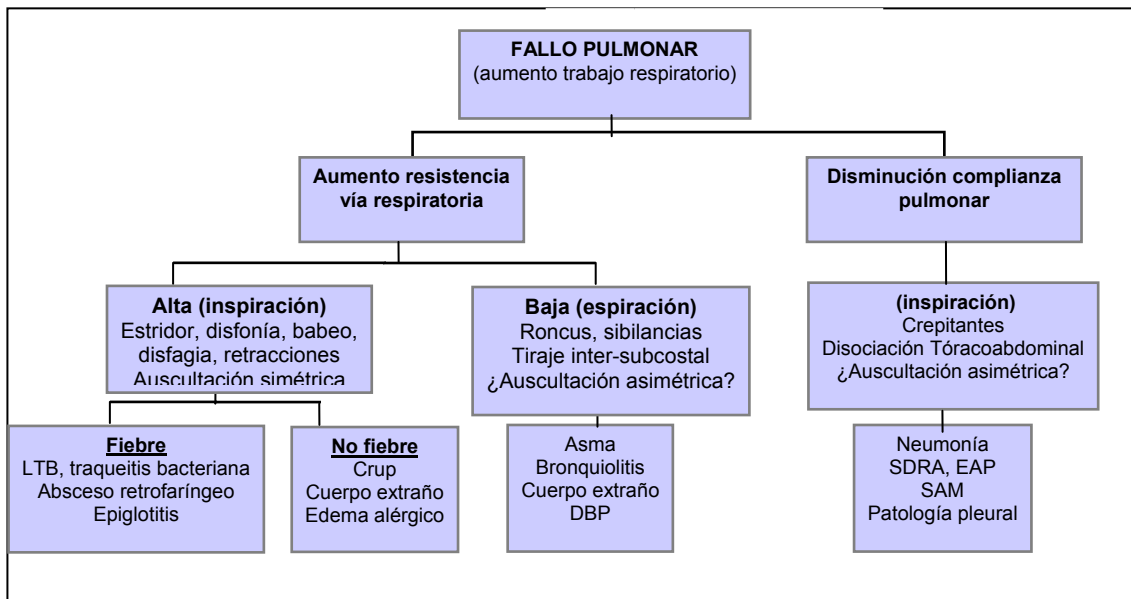 FALLO PULMONAR
(aumento trabajo respiratorio)
Aumento resistencia
vía respiratoria
Disminución complianza
pulmonar
Alta (inspiración)
Estridor, disfonía, babeo,
disfagia, retracciones
Auscultación simétrica
Baja (espiración)
Roncus, sibilancias
Tiraje inter-subcostal
¿Auscultación asimétrica?
(inspiración)
Crepitantes
Disociación Tóracoabdominal
¿Auscultación asimétrica?
Fiebre
LTB, traqueitis bacteriana
Absceso retrofaríngeo
Epiglotitis
No fiebre
Crup
Cuerpo extraño
Edema alérgico
Asma
Bronquiolitis
Cuerpo extraño
DBP
Neumonía
SDRA, EAP
SAM
Patología pleural